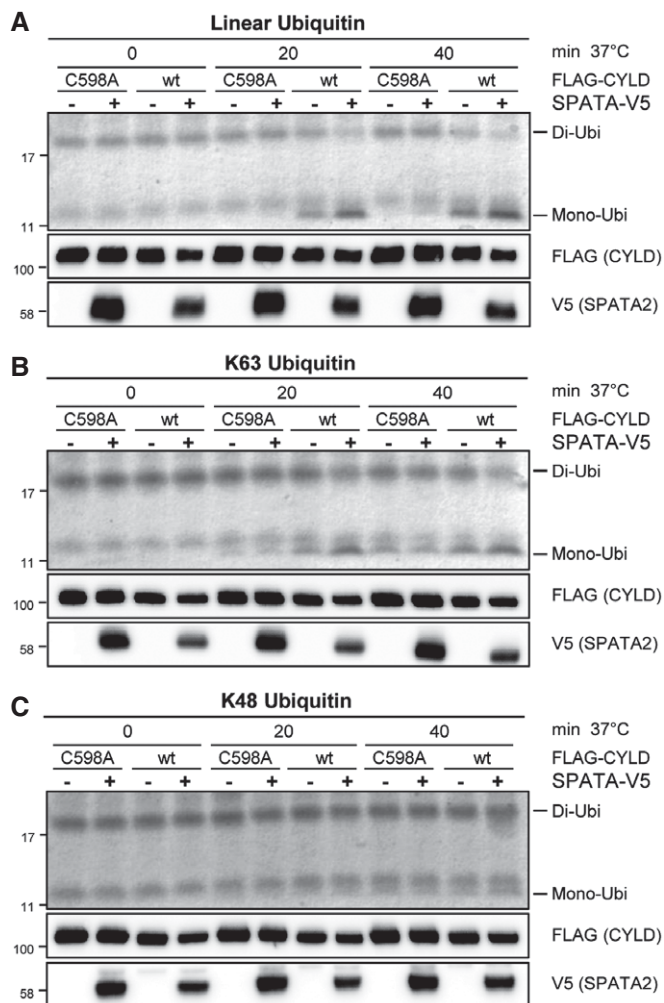 A
Linear Ubiquitin
0 20 40 min 37°C
C598A wt C598A wt C598A wt FLAG-CYLD
- + - + - + - + - + - + SPATA-V5
Di-Ubi
17
Mono-Ubi
11
FLAG (CYLD)
100
58 V5 (SPATA2)
B
K63 Ubiquitin
0 20 40 min 37°C
C598A wt C598A wt C598A wt FLAG-CYLD
- + - + - + - + - + - + SPATA-V5
Di-Ubi
17
Mono-Ubi
11
FLAG (CYLD)
100
58 V5 (SPATA2)
C
K48 Ubiquitin
0 20 40 min 37°C
C598A wt C598A wt C598A wt FLAG-CYLD
- + - + - + - + - + - + SPATA-V5
Di-Ubi
17
Mono-Ubi
11
FLAG (CYLD)
100
58 V5 (SPATA2)